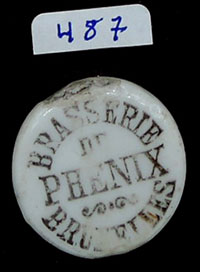 487
BRASSERIE
DU
PHENIX
BRUXELLES